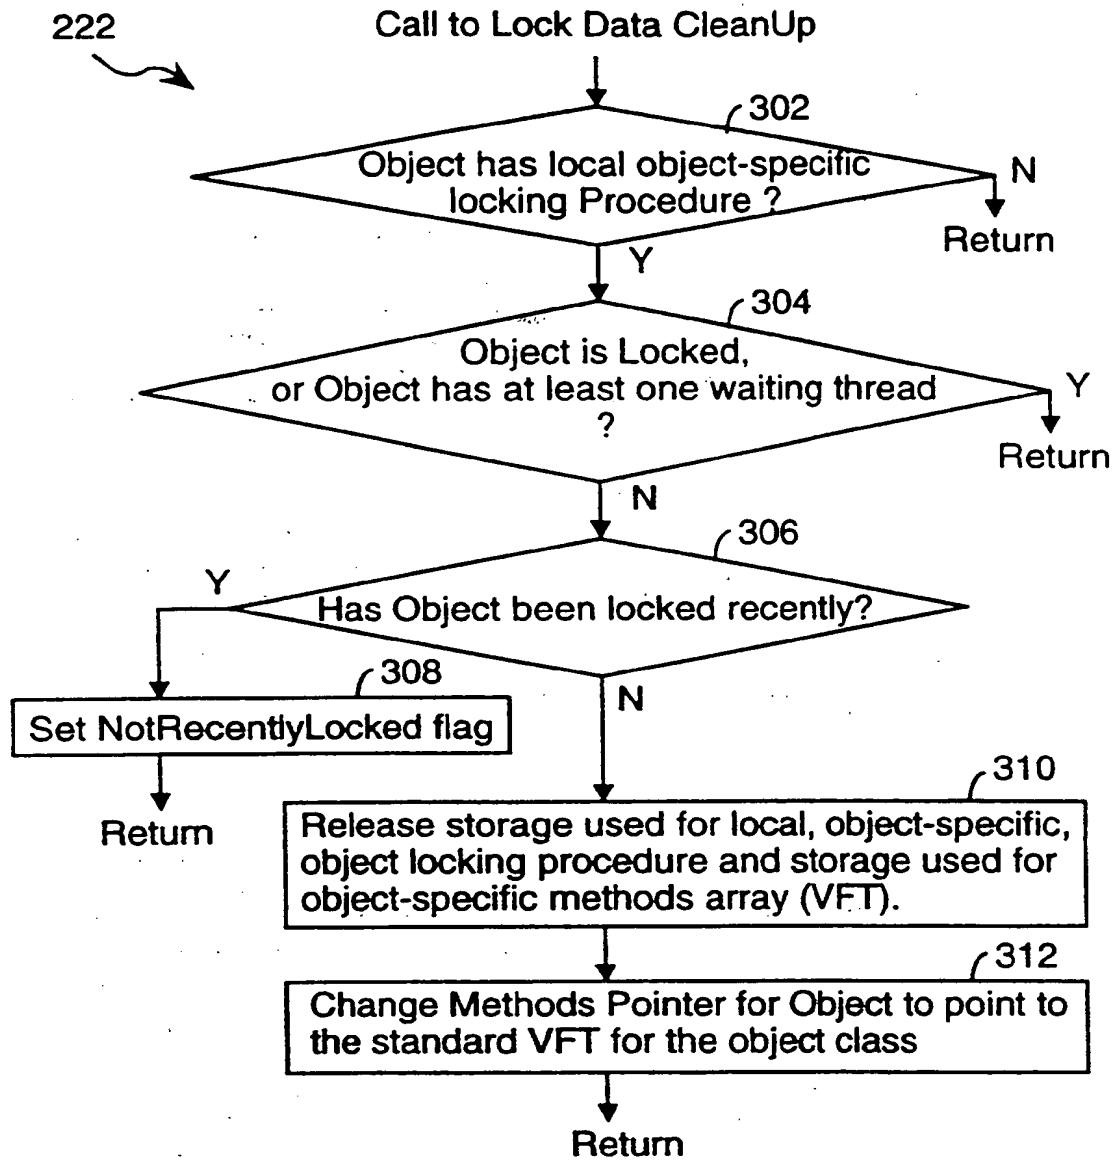 222
Call to Lock Data CleanUp
302
Object has local object-specific
locking Procedure ?
N
Return
Y
304
Object is Locked,
or Object has at least one waiting thread
?
Y
Return
N
306
Has Object been locked recently?
Y
N
308
Set NotRecentlyLocked flag
Return
310
Release storage used for local, object-specific,
object locking procedure and storage used for
object-specific methods array (VFT).
312
Change Methods Pointer for Object to point to
the standard VFT for the object class
Return